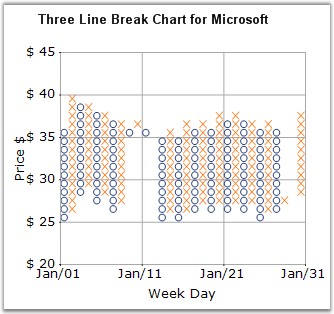 Three Line Break Chart for Microsoft
$ 45
$ 40
$ 35
$ 30
$ 25
$ 20
Price $
Jan/01 Jan/11 Jan/21 Jan/31
Week Day